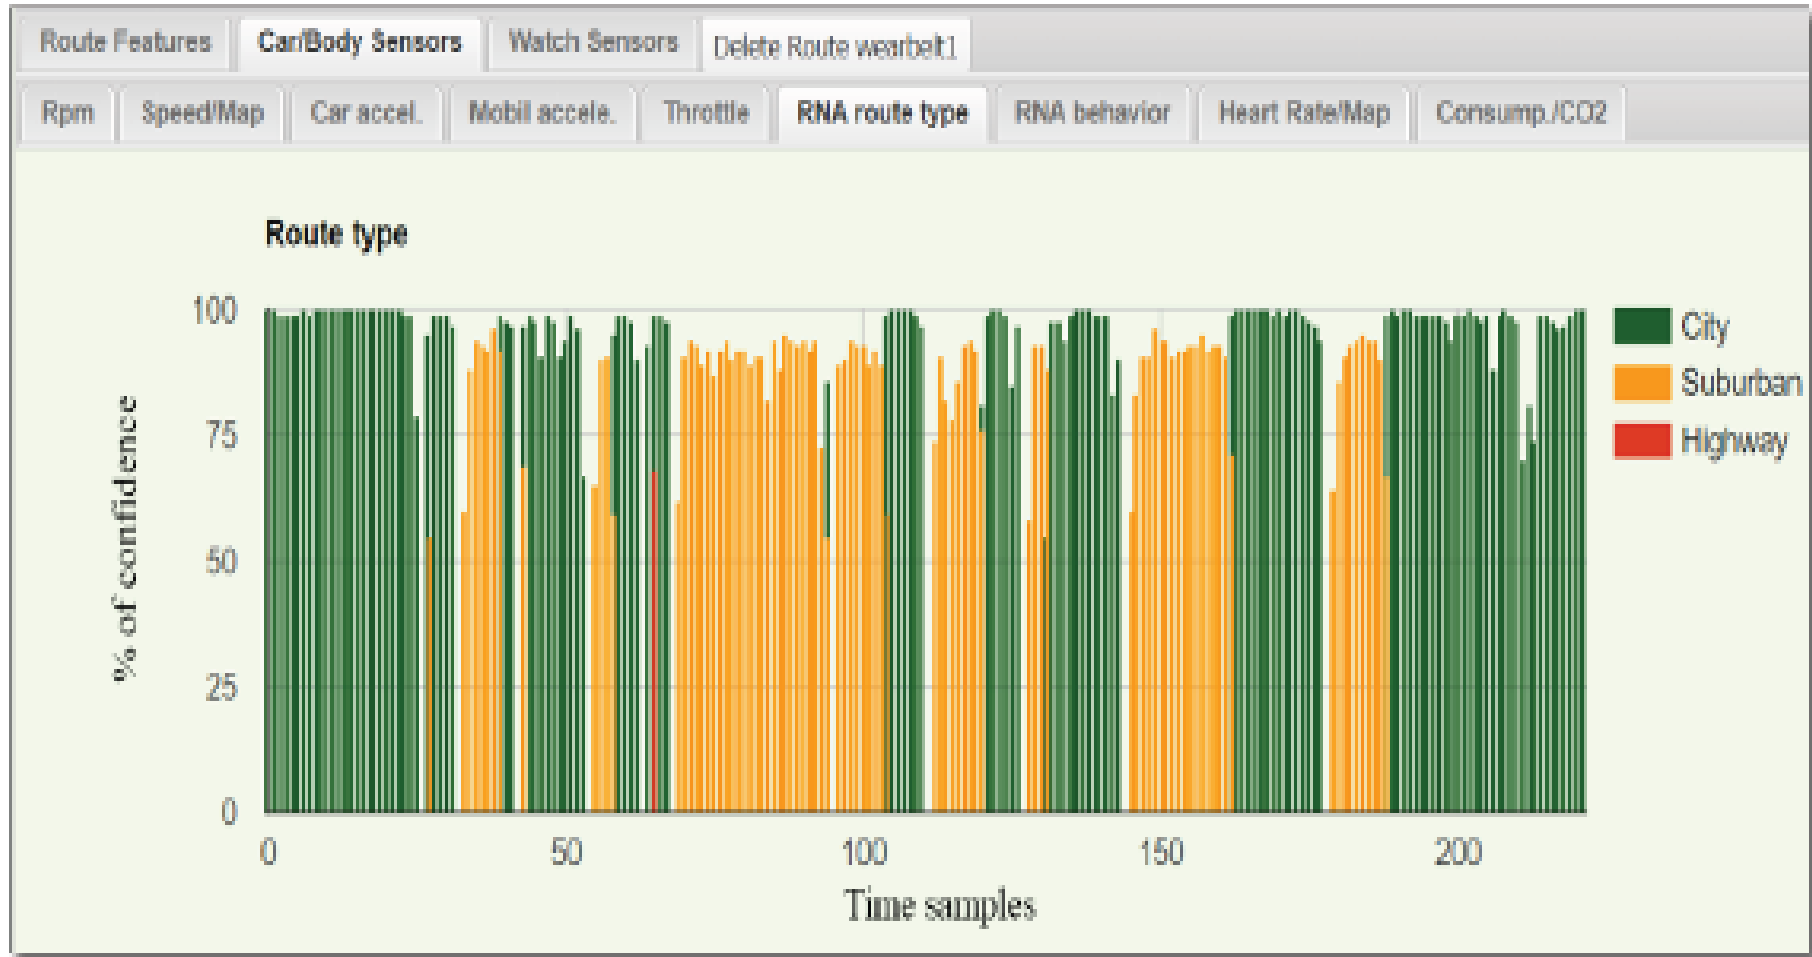 Route Features Car/Body Sensors Watch Sensors Delete Route wearbelt1
Rpm Speed/Map Car accel. Mobil accele. Throttle RNA route type RNA behavior Heart Rate/Map Consump./CO2
Route type
100
75
50
25
0
% of confidence
0 50 100 150 200
Time samples
City
Suburban
Highway